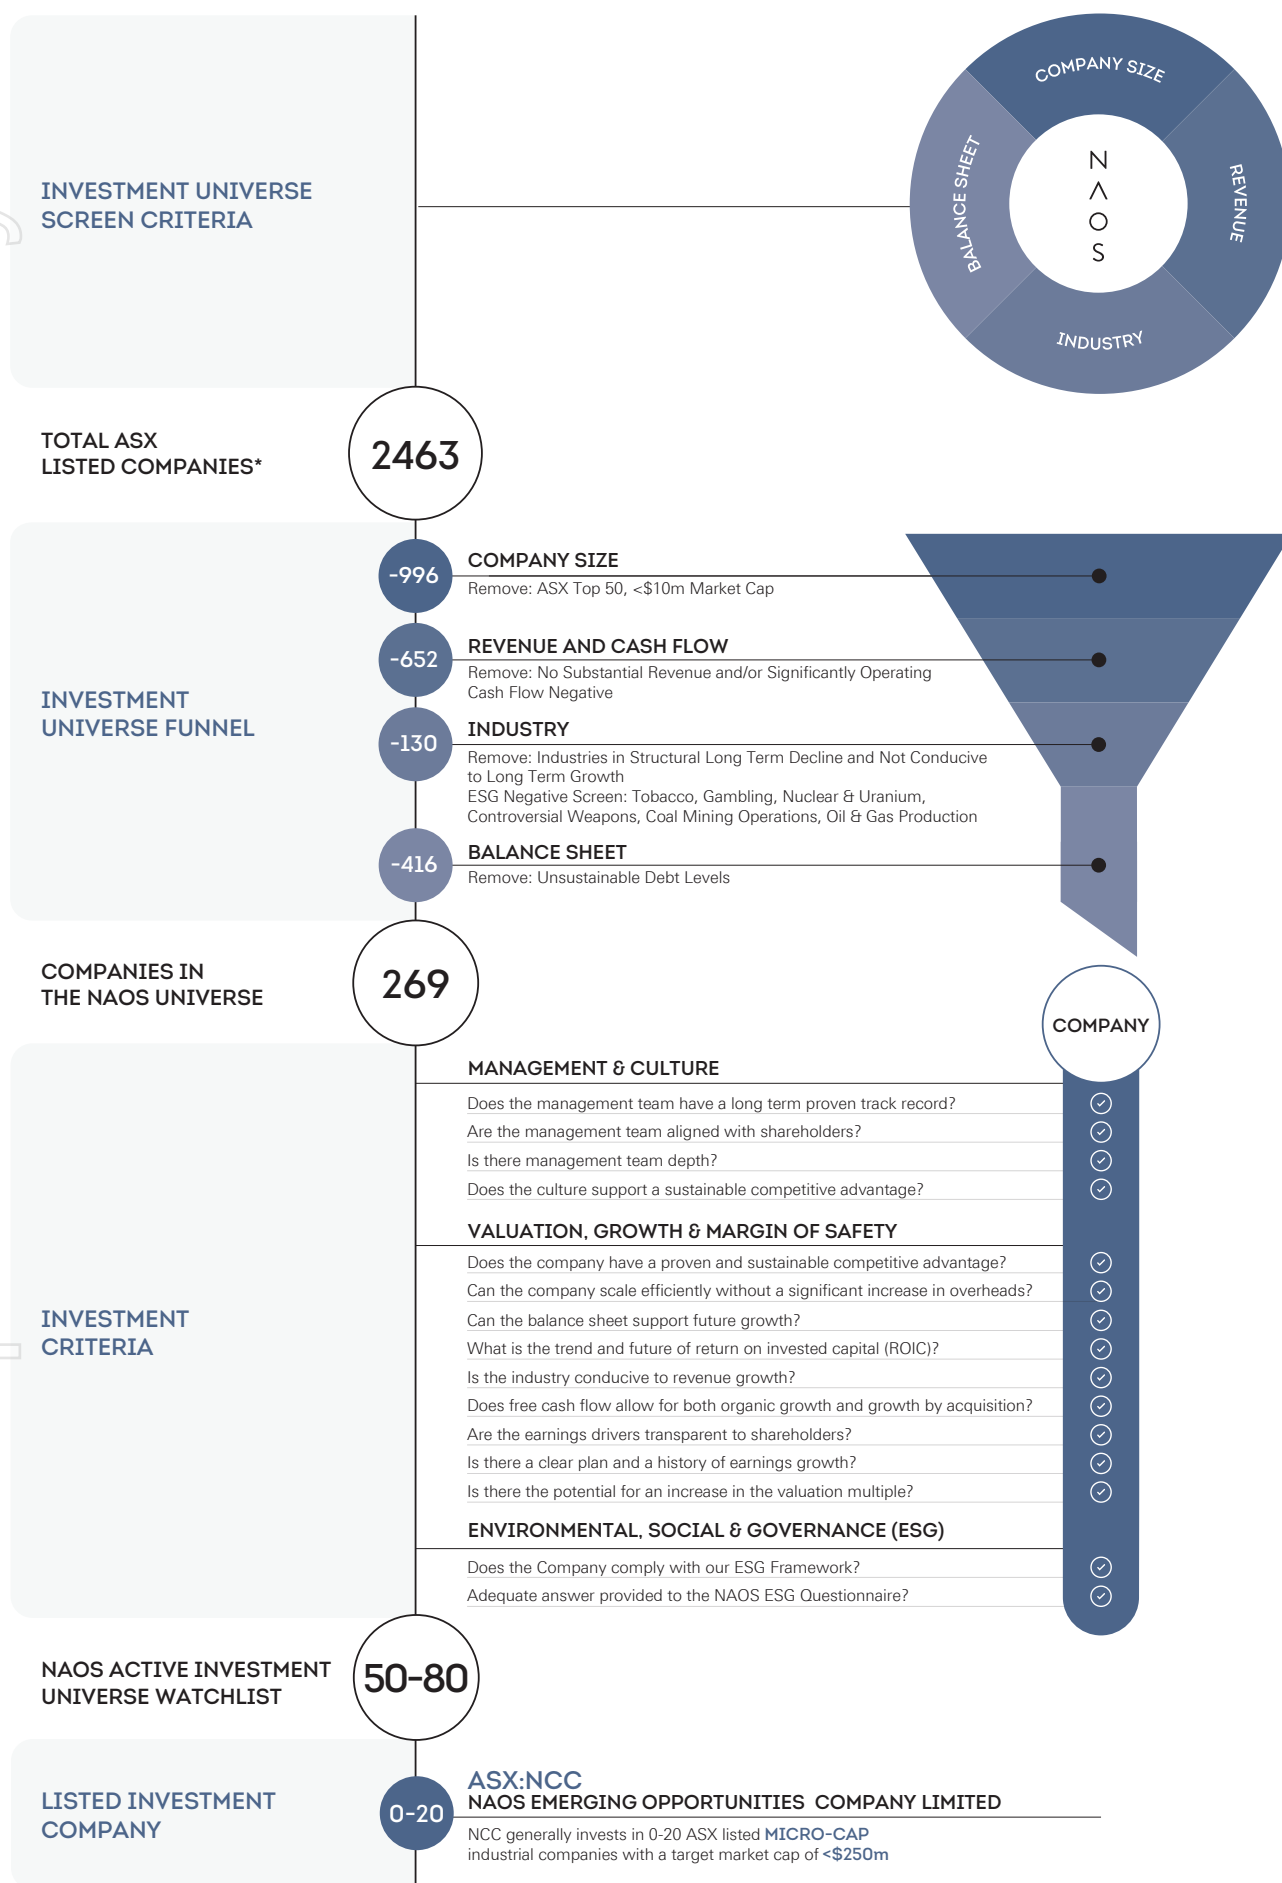 INVESTMENT UNIVERSE
SCREEN CRITERIA
COMPANY SIZE
REVENUE
INDUSTRY
BALANCE SHEET
N
Λ
O
S
TOTAL ASX
LISTED COMPANIES*
2463
INVESTMENT
UNIVERSE FUNNEL
-996
COMPANY SIZE
Remove: ASX Top 50, <$10m Market Cap
-652
REVENUE AND CASH FLOW
Remove: No Substantial Revenue and/or Significantly Operating
Cash Flow Negative
-130
INDUSTRY
Remove: Industries in Structural Long Term Decline and Not Conducive
to Long Term Growth
ESG Negative Screen: Tobacco, Gambling, Nuclear & Uranium,
Controversial Weapons, Coal Mining Operations, Oil & Gas Production
-416
BALANCE SHEET
Remove: Unsustainable Debt Levels
COMPANIES IN
THE NAOS UNIVERSE
269
COMPANY
INVESTMENT
CRITERIA
MANAGEMENT & CULTURE
Does the management team have a long term proven track record?
Are the management team aligned with shareholders?
Is there management team depth?
Does the culture support a sustainable competitive advantage?
VALUATION, GROWTH & MARGIN OF SAFETY
Does the company have a proven and sustainable competitive advantage?
Can the company scale efficiently without a significant increase in overheads?
Can the balance sheet support future growth?
What is the trend and future of return on invested capital (ROIC)?
Is the industry conducive to revenue growth?
Does free cash flow allow for both organic growth and growth by acquisition?
Are the earnings drivers transparent to shareholders?
Is there a clear plan and a history of earnings growth?
Is there the potential for an increase in the valuation multiple?
ENVIRONMENTAL, SOCIAL & GOVERNANCE (ESG)
Does the Company comply with our ESG Framework?
Adequate answer provided to the NAOS ESG Questionnaire?
NAOS ACTIVE INVESTMENT
UNIVERSE WATCHLIST
50-80
LISTED INVESTMENT
COMPANY
0-20
ASX:NCC
NAOS EMERGING OPPORTUNITIES COMPANY LIMITED
NCC generally invests in 0-20 ASX listed MICRO-CAP
industrial companies with a target market cap of <$250m